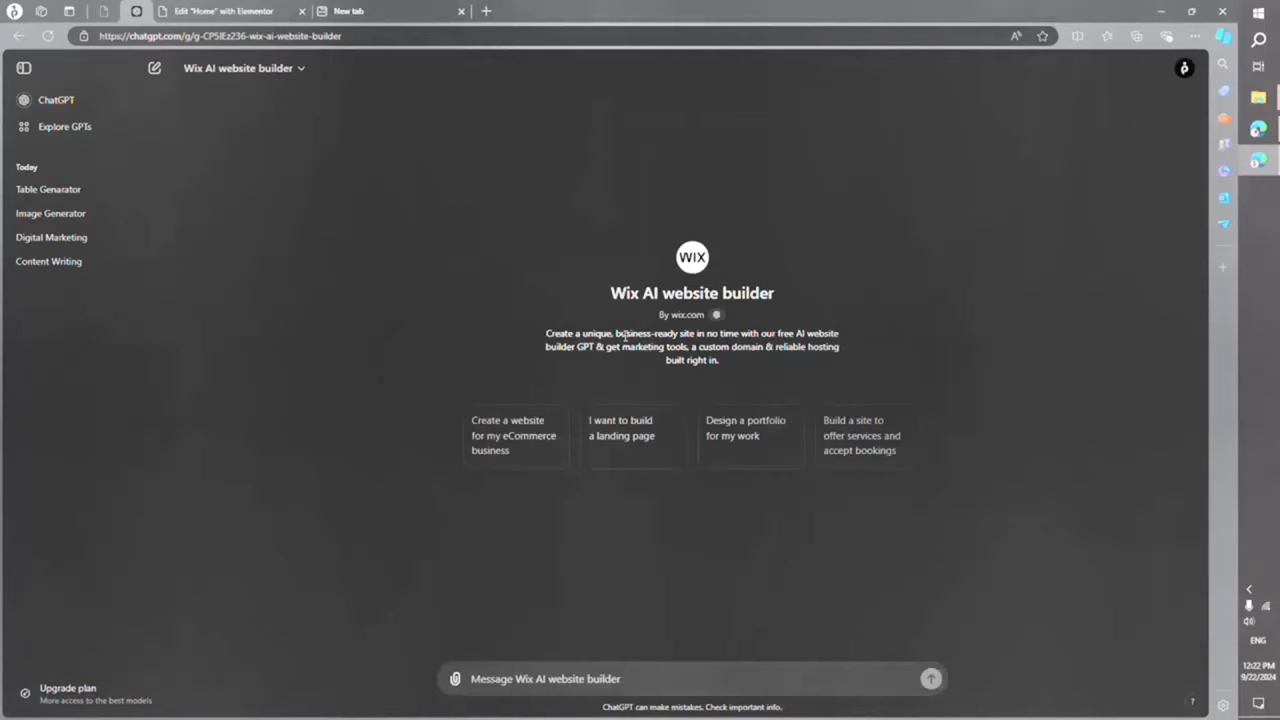 Edit "Home" with Elementor
New tab
https://chatgpt.com/g/g-CP5IEz236-wix-ai-website-builder
Wix AI website builder
ChatGPT
Explore GPTs
Today
Table Genarator
Image Generator
Digital Marketing
Content Writing
WIX
Wix AI website builder
By wix.com
Create a unique, business-ready site in no time with our free AI website
builder GPT & get marketing tools, a custom domain & reliable hosting
built right in.
Create a website
for my eCommerce
business
I want to build
a landing page
Design a portfolio
for my work
Build a site to
offer services and
accept bookings
Upgrade plan
More access to the best models
Message Wix AI website builder
ChatGPT can make mistakes. Check important info.
?
ENG
12:22 PM
9/22/2024